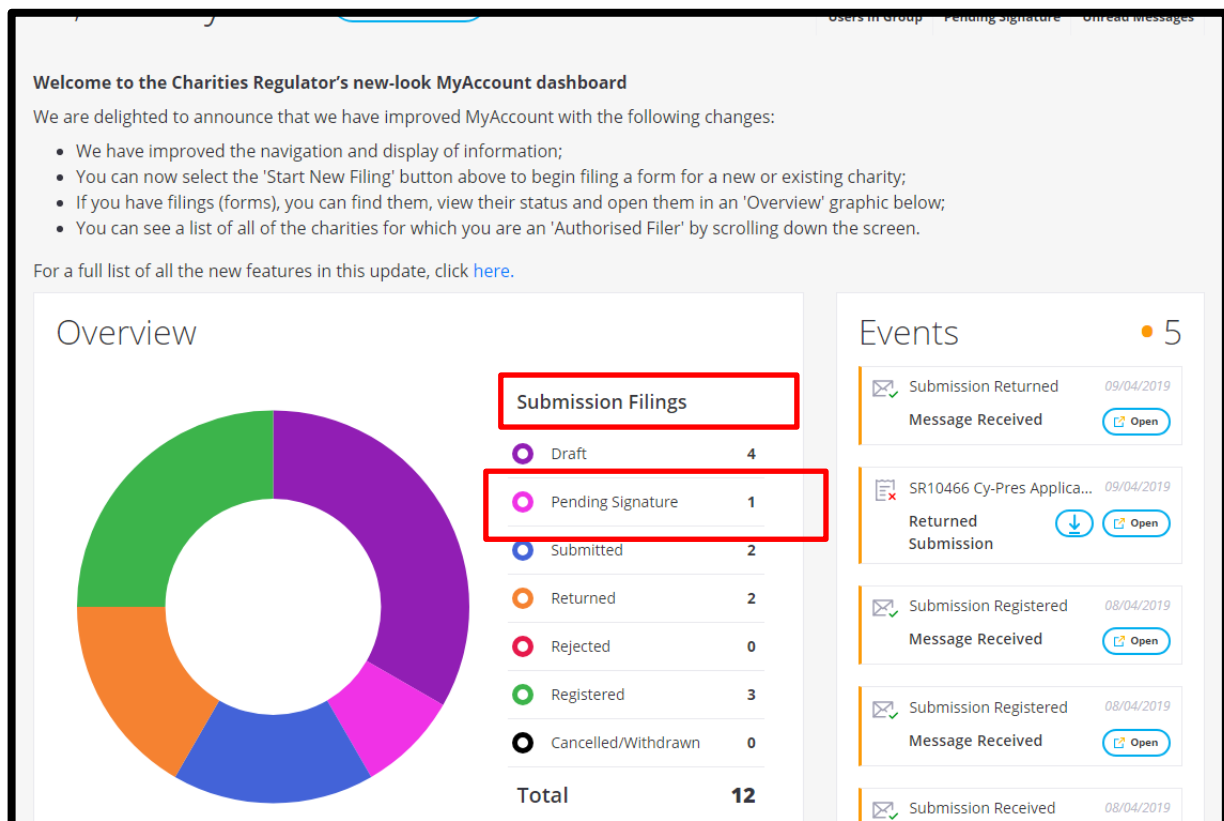 Users in Group Pending Signature Unread Messages
Welcome to the Charities Regulator’s new-look MyAccount dashboard
We are delighted to announce that we have improved MyAccount with the following changes:
• We have improved the navigation and display of information;
• You can now select the 'Start New Filing' button above to begin filing a form for a new or existing charity;
• If you have filings (forms), you can find them, view their status and open them in an 'Overview' graphic below;
• You can see a list of all of the charities for which you are an 'Authorised Filer' by scrolling down the screen.
For a full list of all the new features in this update, click here.
Overview
Submission Filings
Draft 4
Pending Signature 1
Submitted 2
Returned 2
Rejected 0
Registered 3
Cancelled/Withdrawn 0
Total 12
Events • 5
Submission Returned 09/04/2019
Message Received Open
SR10466 Cy-Pres Applica... 09/04/2019
Returned Open
Submission
Submission Registered 08/04/2019
Message Received Open
Submission Registered 08/04/2019
Message Received Open
Submission Received 08/04/2019